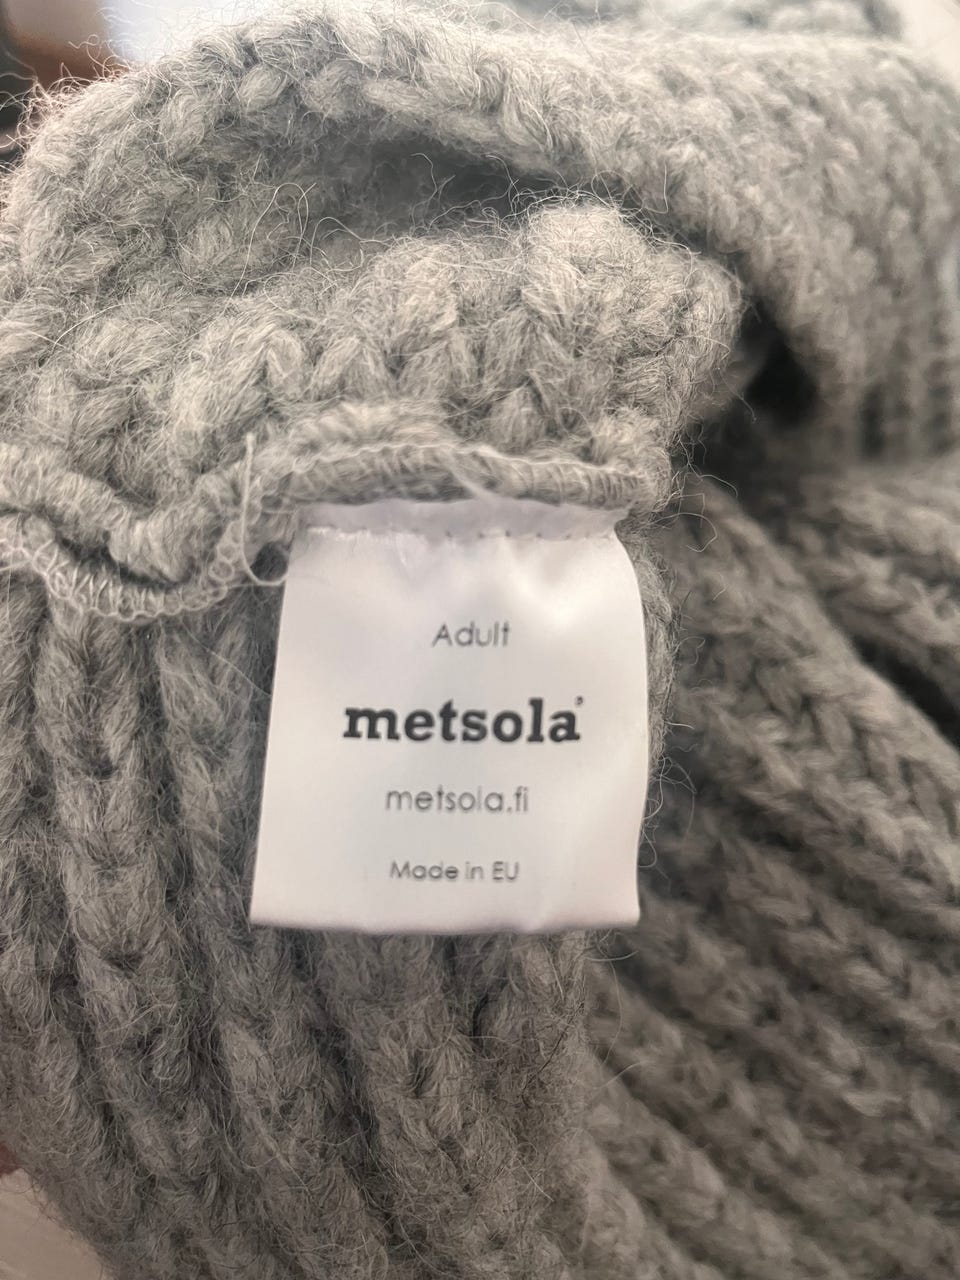 Adult
metsola’
metsola.fi
Made in EU